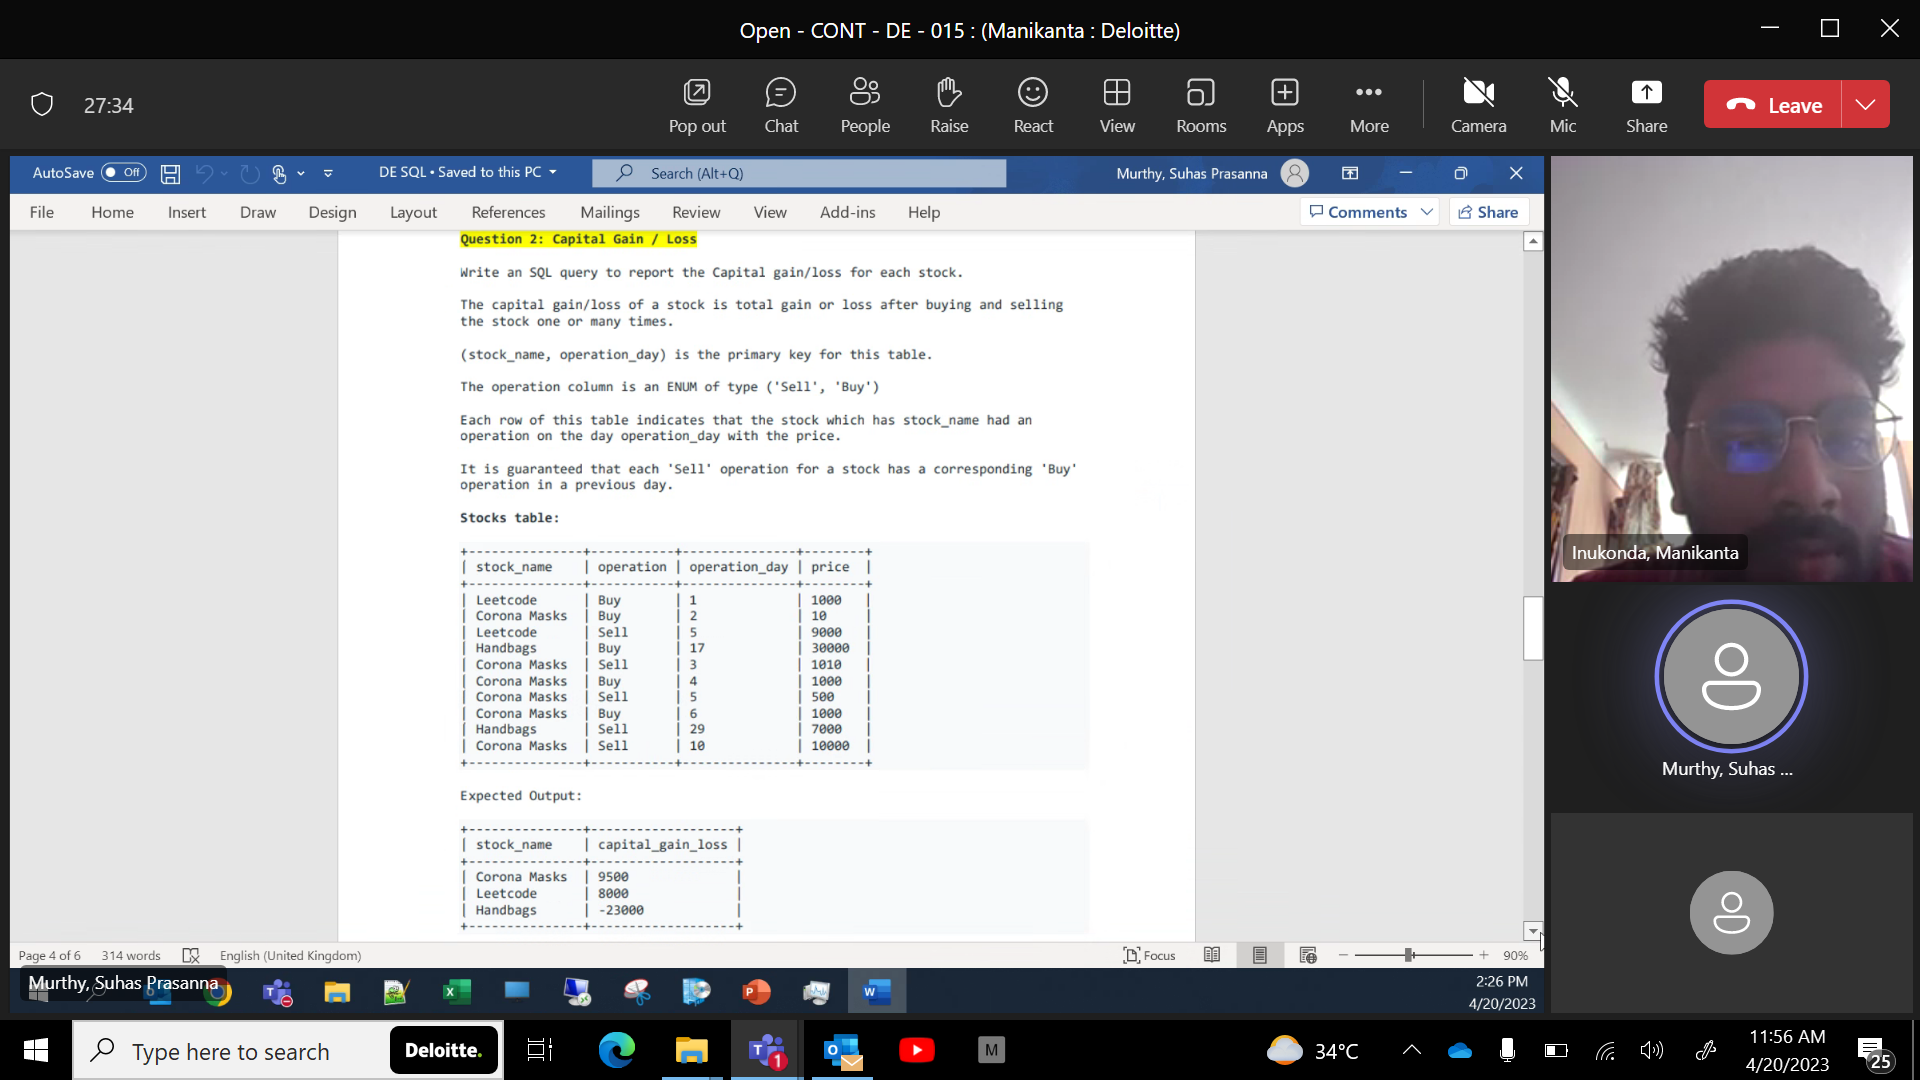 Open - CONT - DE - 015 : (Manikanta : Deloitte)
27:34
Pop out
Chat
People
Raise
React
View
Rooms
Apps
More
Camera
Mic
Share
Leave
AutoSave Off
DE SQL • Saved to this PC
Search (Alt+Q)
Murthy, Suhas Prasanna
File Home Insert Draw Design Layout References Mailings Review View Add-ins Help
Comments
Share
Question 2: Capital Gain / Loss
Write an SQL query to report the Capital gain/loss for each stock.
The capital gain/loss of a stock is total gain or loss after buying and selling
the stock one or many times.
(stock_name, operation_day) is the primary key for this table.
The operation column is an ENUM of type ('Sell', 'Buy')
Each row of this table indicates that the stock which has stock_name had an
operation on the day operation_day with the price.
It is guaranteed that each 'Sell' operation for a stock has a corresponding 'Buy'
operation in a previous day.
Stocks table:
+---------------+-----------+---------------+--------+
| stock_name | operation | operation_day | price |
+---------------+-----------+---------------+--------+
| Leetcode | Buy | 1 | 1000 |
| Corona Masks | Buy | 2 | 10 |
| Leetcode | Sell | 5 | 9000 |
| Handbags | Buy | 17 | 30000 |
| Corona Masks | Sell | 3 | 1010 |
| Corona Masks | Buy | 4 | 1000 |
| Corona Masks | Sell | 5 | 500 |
| Corona Masks | Buy | 6 | 1000 |
| Handbags | Sell | 29 | 7000 |
| Corona Masks | Sell | 10 | 10000 |
+---------------+-----------+---------------+--------+
Expected Output:
+---------------+-------------------+
| stock_name | capital_gain_loss |
+---------------+-------------------+
| Corona Masks | 9500 |
| Leetcode | 8000 |
| Handbags | -23000 |
+---------------+-------------------+
Inukonda, Manikanta
Murthy, Suhas ...
Page 4 of 6
314 words
English (United Kingdom)
Focus
90%
Murthy, Suhas Prasanna
2:26 PM
4/20/2023
Type here to search
Deloitte.
1
M
34°C
11:56 AM
4/20/2023
25